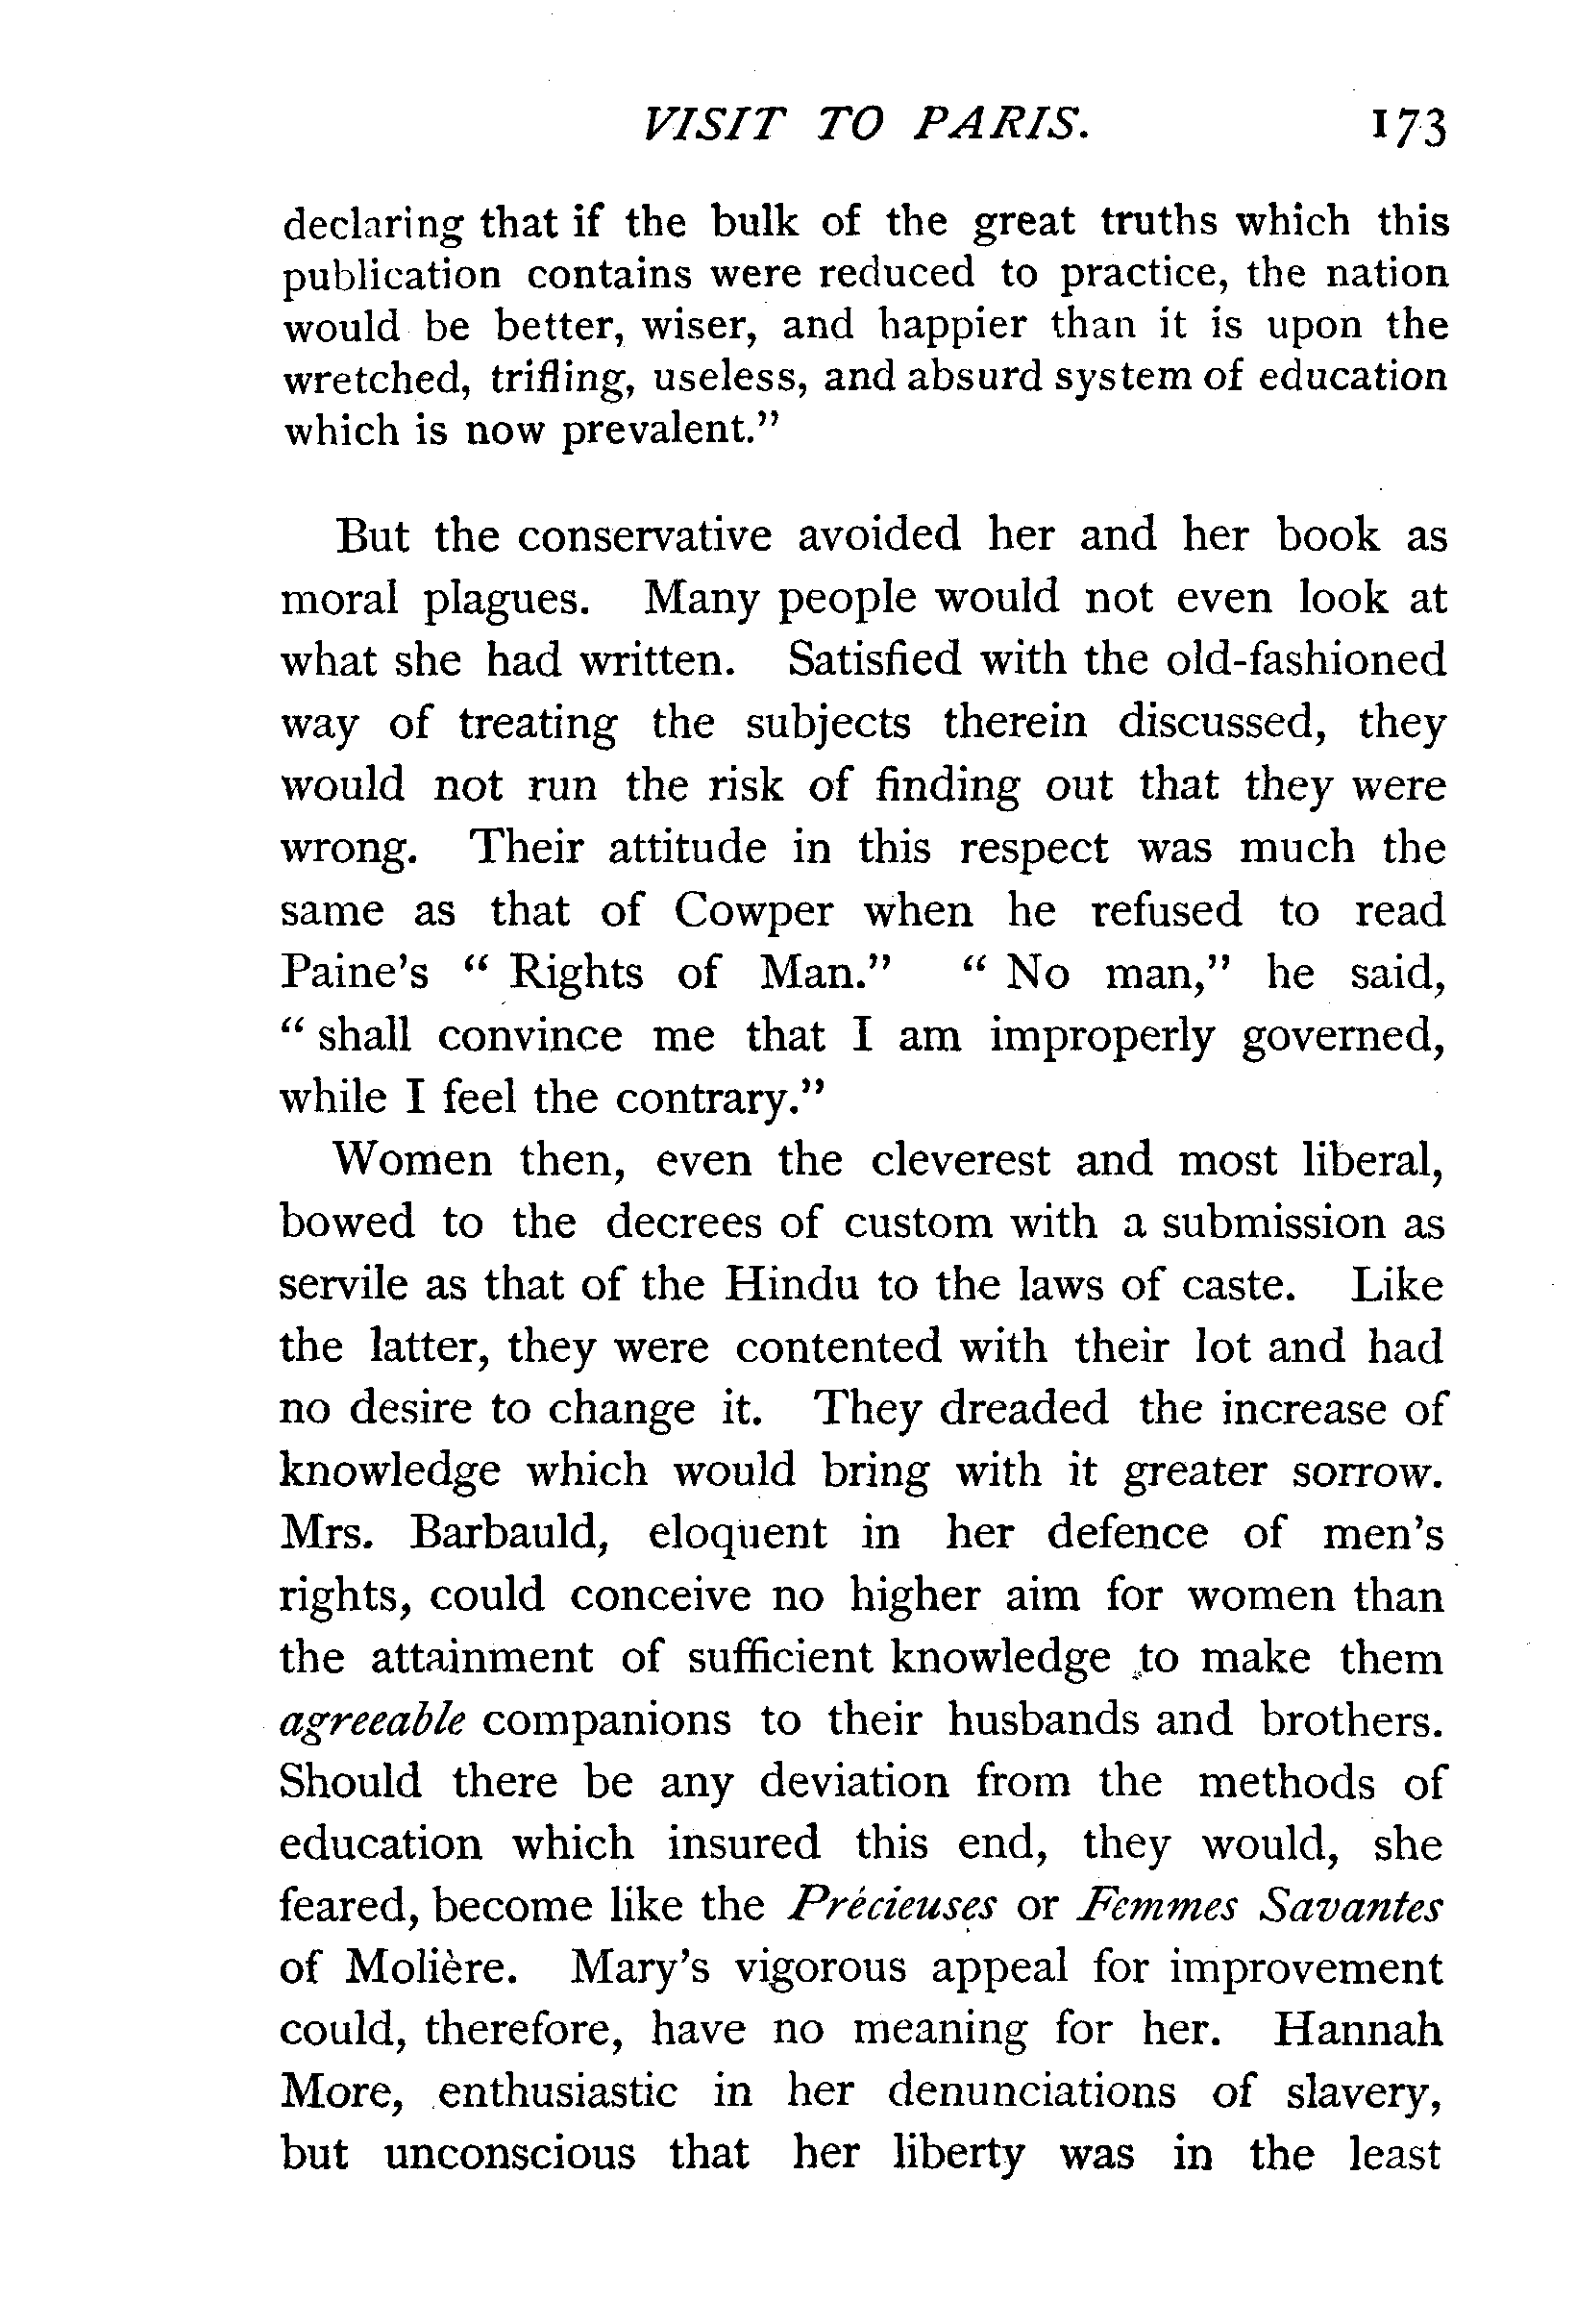 VISIT TO PARIS. 173
declaring that if the bulk of the great truths which this
publication contains were reduced to practice, the nation
would be better, wiser, and happier than it is upon the
wretched, trifling, useless, and absurd system of education
which is now prevalent.”
But the conservative avoided her and her book as
moral plagues. Many people would not even look at
what she had written. Satisfied with the old-fashioned
way of treating the subjects therein discussed, they
would not run the risk of finding out that they were
wrong. Their attitude in this respect was much the
same as that of Cowper when he refused to read
Paine’s “ Rights of Man.” “ No man,” he said,
“ shall convince me that I am improperly governed,
while I feel the contrary.”
Women then, even the cleverest and most liberal,
bowed to the decrees of custom with a submission as
servile as that of the Hindu to the laws of caste. Like
the latter, they were contented with their lot and had
no desire to change it. They dreaded the increase of
knowledge which would bring with it greater sorrow.
Mrs. Barbauld, eloquent in her defence of men’s
rights, could conceive no higher aim for women than
the attainment of sufficient knowledge to make them
agreeable companions to their husbands and brothers.
Should there be any deviation from the methods of
education which insured this end, they would, she
feared, become like the Précieuses or Femmes Savantes
of Molière. Mary’s vigorous appeal for improvement
could, therefore, have no meaning for her. Hannah
More, enthusiastic in her denunciations of slavery,
but unconscious that her liberty was in the least